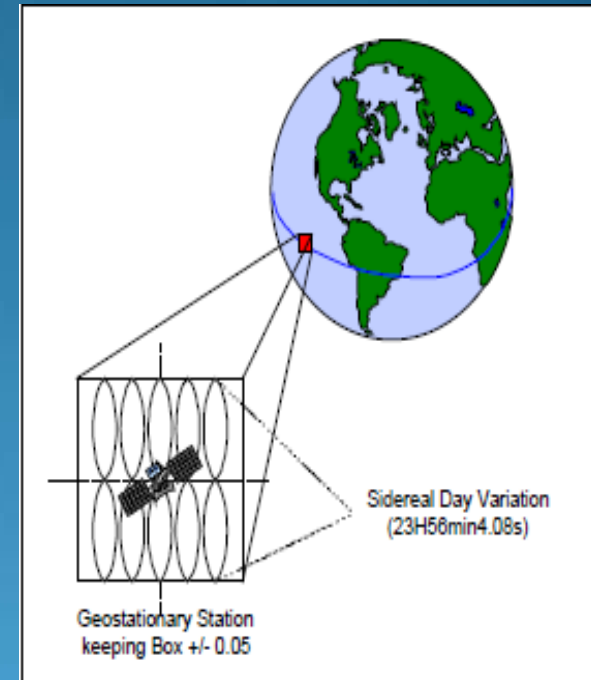 Sidereal Day Variation
(23H56min4.08s)
Geostationary Station
keeping Box +/- 0.05